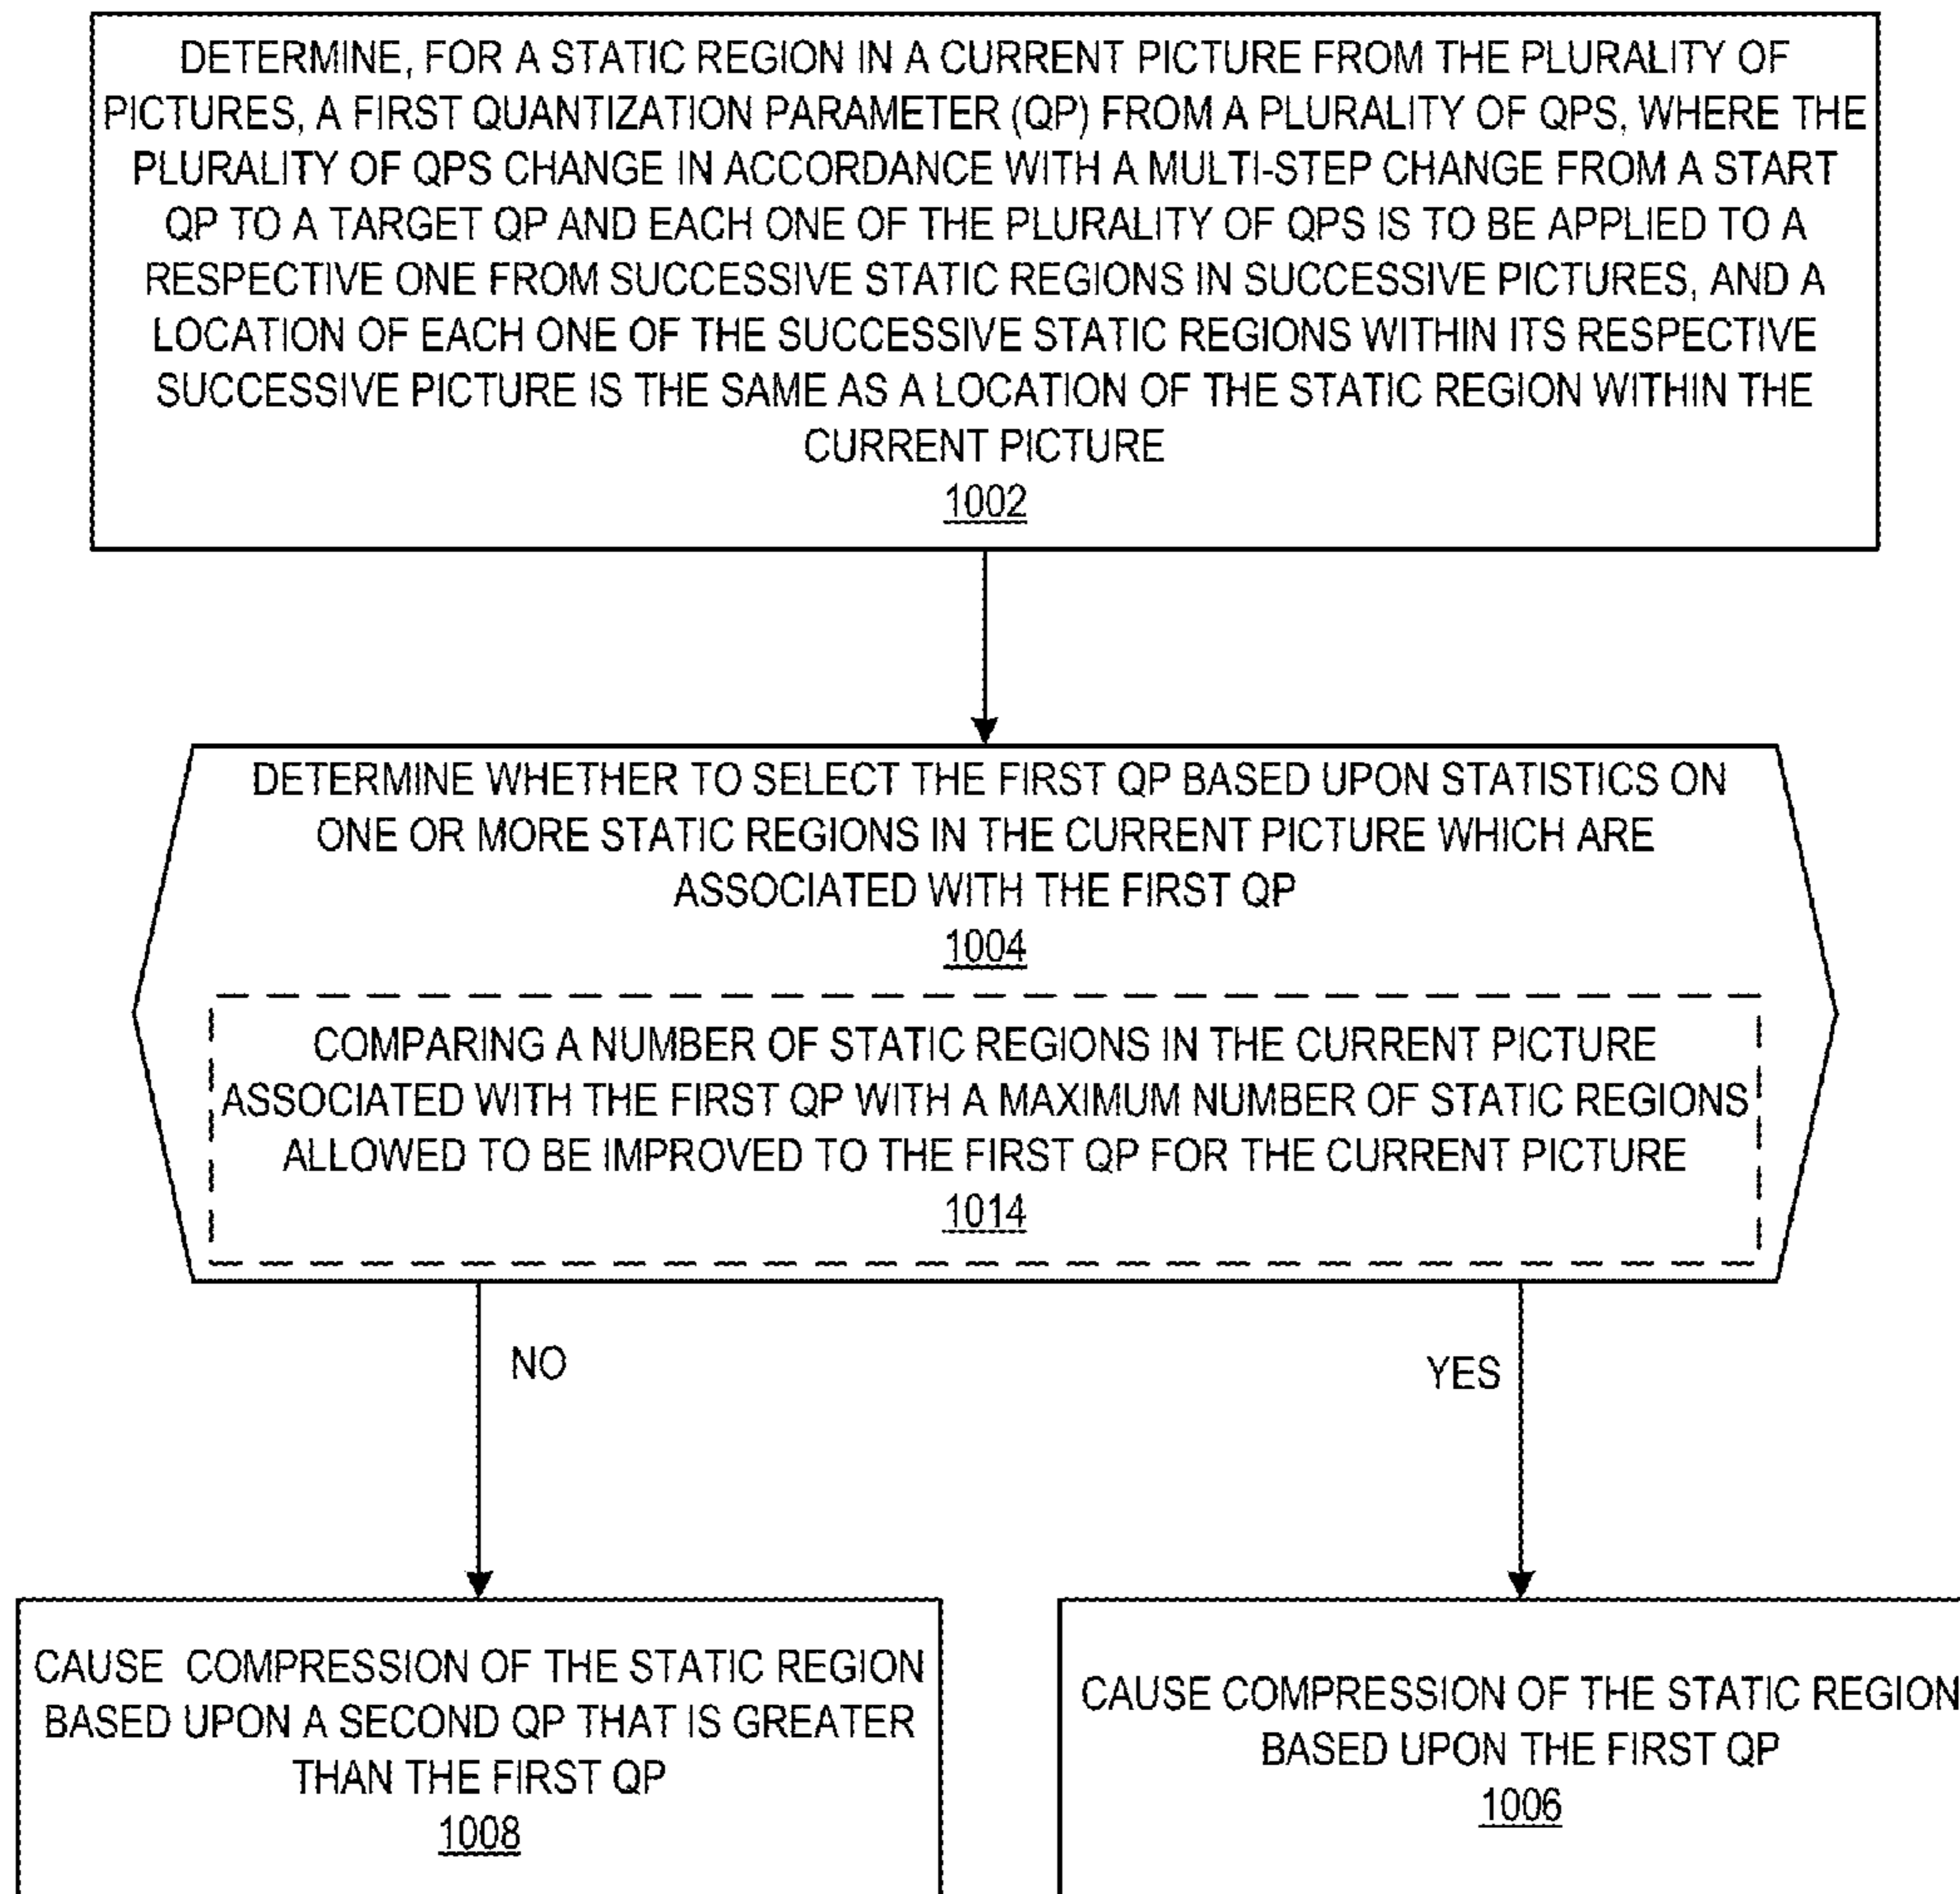 DETERMINE, FOR A STATIC REGION IN A CURRENT PICTURE FROM THE PLURALITY OF
PICTURES, A FIRST QUANTIZATION PARAMETER (QP) FROM A PLURALITY OF QPS, WHERE THE
PLURALITY OF QPS CHANGE IN ACCORDANCE WITH A MULTI-STEP CHANGE FROM A START
QP TO A TARGET QP AND EACH ONE OF THE PLURALITY OF QPS IS TO BE APPLIED TO A
RESPECTIVE ONE FROM SUCCESSIVE STATIC REGIONS IN SUCCESSIVE PICTURES, AND A
LOCATION OF EACH ONE OF THE SUCCESSIVE STATIC REGIONS WITHIN ITS RESPECTIVE
SUCCESSIVE PICTURE IS THE SAME AS A LOCATION OF THE STATIC REGION WITHIN THE
CURRENT PICTURE
1002
DETERMINE WHETHER TO SELECT THE FIRST QP BASED UPON STATISTICS ON
ONE OR MORE STATIC REGIONS IN THE CURRENT PICTURE WHICH ARE
ASSOCIATED WITH THE FIRST QP
1004
COMPARING A NUMBER OF STATIC REGIONS IN THE CURRENT PICTURE
ASSOCIATED WITH THE FIRST QP WITH A MAXIMUM NUMBER OF STATIC REGIONS
ALLOWED TO BE IMPROVED TO THE FIRST QP FOR THE CURRENT PICTURE
1014
NO
YES
CAUSE COMPRESSION OF THE STATIC REGION
BASED UPON A SECOND QP THAT IS GREATER
THAN THE FIRST QP
1008
CAUSE COMPRESSION OF THE STATIC REGION
BASED UPON THE FIRST QP
1006